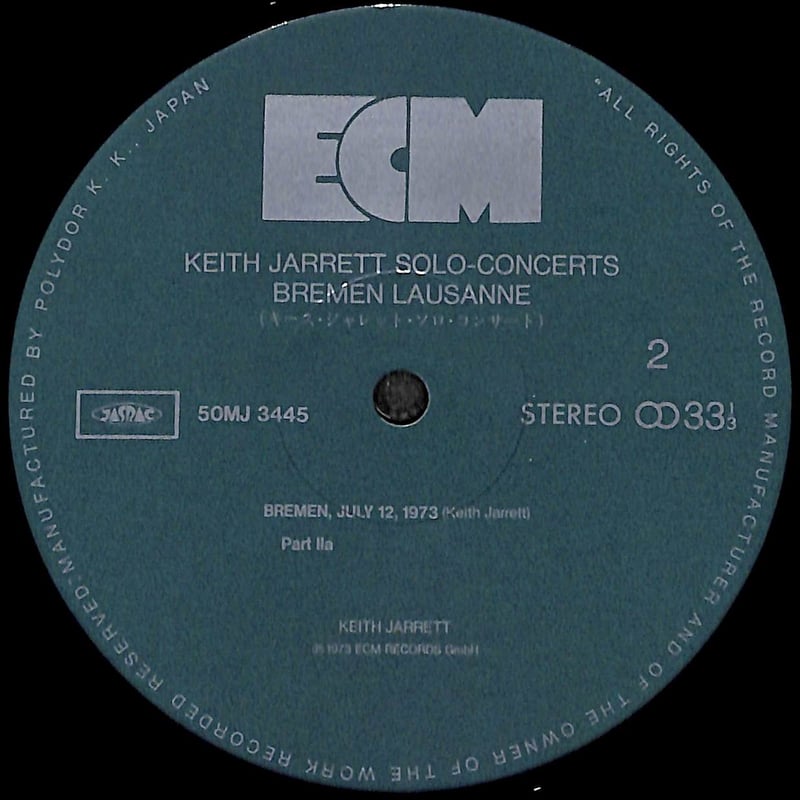 ECM
KEITH JARRETT SOLO-CONCERTS
BREMEN LAUSANNE
(キース・ジャレット・ソロ・コンサート)
2
JASRAC
50MJ 3445
STEREO 33 1/3
BREMEN, JULY 12, 1973 (Keith Jarrett)
Part IIa
KEITH JARRETT
℗ 1973 ECM RECORDS GmbH
"ALL RIGHTS OF THE RECORD MANUFACTURER AND OF THE OWNER OF THE WORK RECORDED RESERVED: MANUFACTURED BY POLYDOR K. K., JAPAN